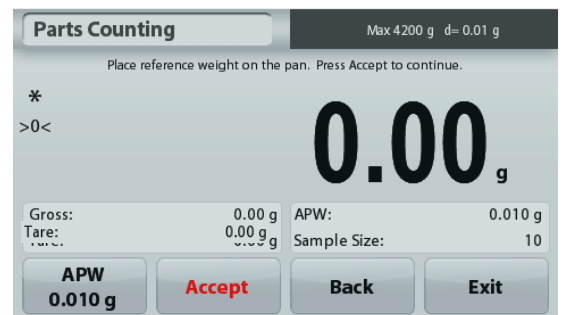 Parts Counting
Max 4200 g d= 0.01 g
Place reference weight on the pan. Press Accept to continue.
*
>0<
0.00 g
Gross: 0.00 g
Tare: 0.00 g
APW: 0.010 g
Sample Size: 10
APW
0.010 g
Accept
Back
Exit